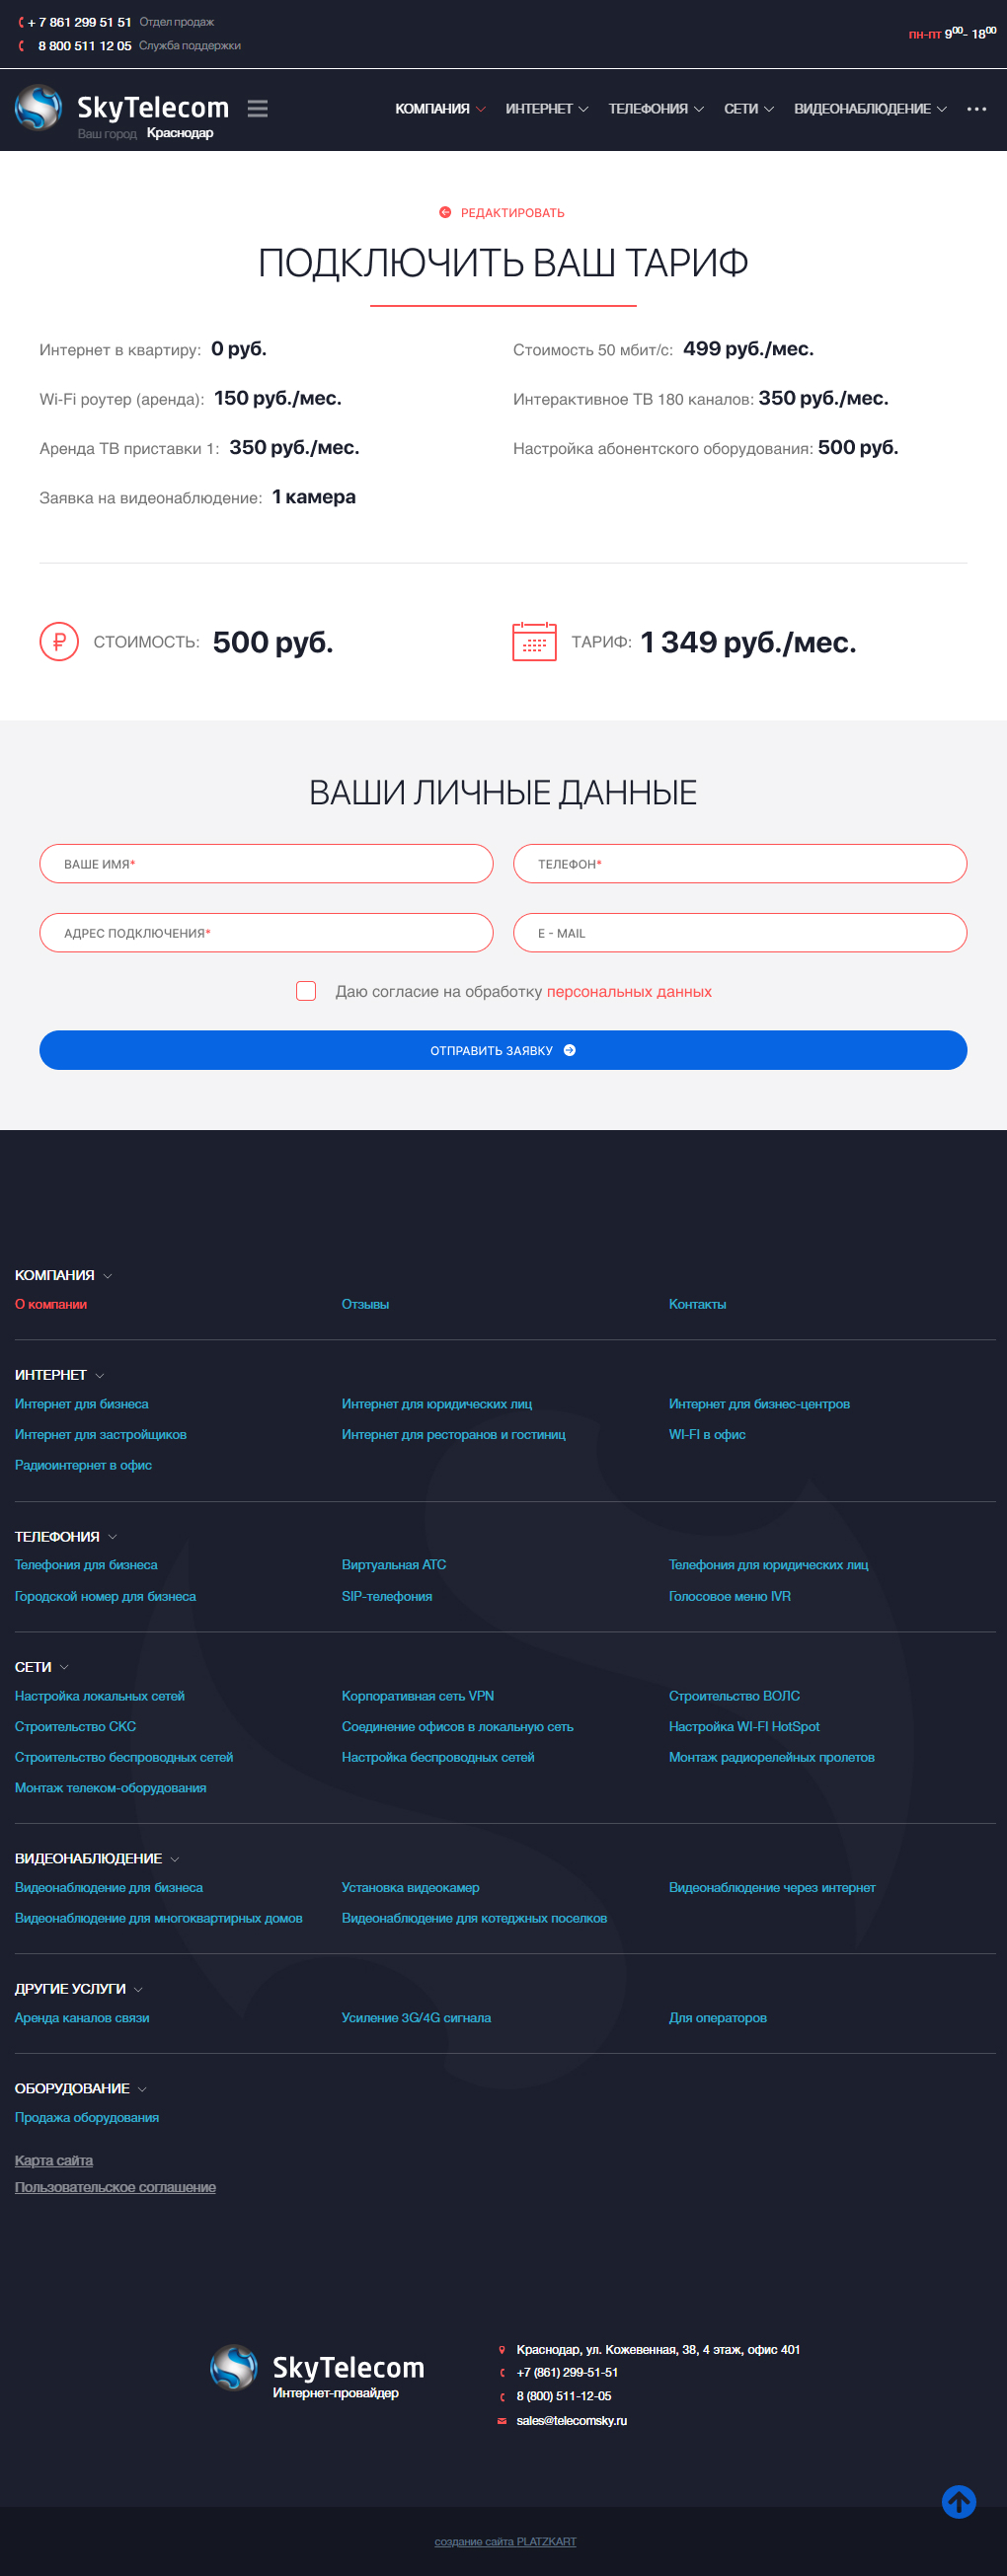 + 7 861 299 51 51 Отдел продаж
8 800 511 12 05 Служба поддержки
пн-пт 9⁰⁰- 18⁰⁰
SkyTelecom
Ваш город Краснодар
КОМПАНИЯ ИНТЕРНЕТ ТЕЛЕФОНИЯ СЕТИ ВИДЕОНАБЛЮДЕНИЕ
РЕДАКТИРОВАТЬ
ПОДКЛЮЧИТЬ ВАШ ТАРИФ
Интернет в квартиру: 0 руб.
Стоимость 50 мбит/с: 499 руб./мес.
Wi-Fi роутер (аренда): 150 руб./мес.
Интерактивное ТВ 180 каналов: 350 руб./мес.
Аренда ТВ приставки 1: 350 руб./мес.
Настройка абонентского оборудования: 500 руб.
Заявка на видеонаблюдение: 1 камера
СТОИМОСТЬ: 500 руб.
ТАРИФ: 1 349 руб./мес.
ВАШИ ЛИЧНЫЕ ДАННЫЕ
ВАШЕ ИМЯ*
ТЕЛЕФОН*
АДРЕС ПОДКЛЮЧЕНИЯ*
E - MAIL
Даю согласие на обработку персональных данных
ОТПРАВИТЬ ЗАЯВКУ
КОМПАНИЯ
О компании Отзывы Контакты
ИНТЕРНЕТ
Интернет для бизнеса Интернет для юридических лиц Интернет для бизнес-центров
Интернет для застройщиков Интернет для ресторанов и гостиниц WI-FI в офис
Радиоинтернет в офис
ТЕЛЕФОНИЯ
Телефония для бизнеса Виртуальная АТС Телефония для юридических лиц
Городской номер для бизнеса SIP-телефония Голосовое меню IVR
СЕТИ
Настройка локальных сетей Корпоративная сеть VPN Строительство ВОЛС
Строительство СКС Соединение офисов в локальную сеть Настройка WI-FI HotSpot
Строительство беспроводных сетей Настройка беспроводных сетей Монтаж радиорелейных пролетов
Монтаж телеком-оборудования
ВИДЕОНАБЛЮДЕНИЕ
Видеонаблюдение для бизнеса Установка видеокамер Видеонаблюдение через интернет
Видеонаблюдение для многоквартирных домов Видеонаблюдение для котеджных поселков
ДРУГИЕ УСЛУГИ
Аренда каналов связи Усиление 3G/4G сигнала Для операторов
ОБОРУДОВАНИЕ
Продажа оборудования
Карта сайта
Пользовательское соглашение
SkyTelecom
Интернет-провайдер
Краснодар, ул. Кожевенная, 38, 4 этаж, офис 401
+7 (861) 299-51-51
8 (800) 511-12-05
sales@telecomsky.ru
создание сайта PLATZKART